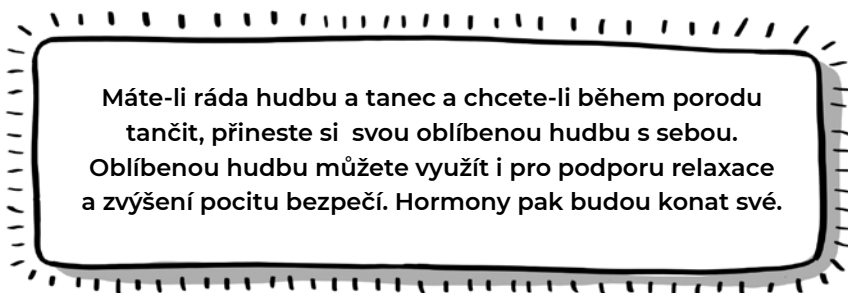 Máte-li ráda hudbu a tanec a chcete-li během porodu
tančit, přineste si  svou oblíbenou hudbu s sebou.
Oblíbenou hudbu můžete využít i pro podporu relaxace
a zvýšení pocitu bezpečí. Hormony pak budou konat své.